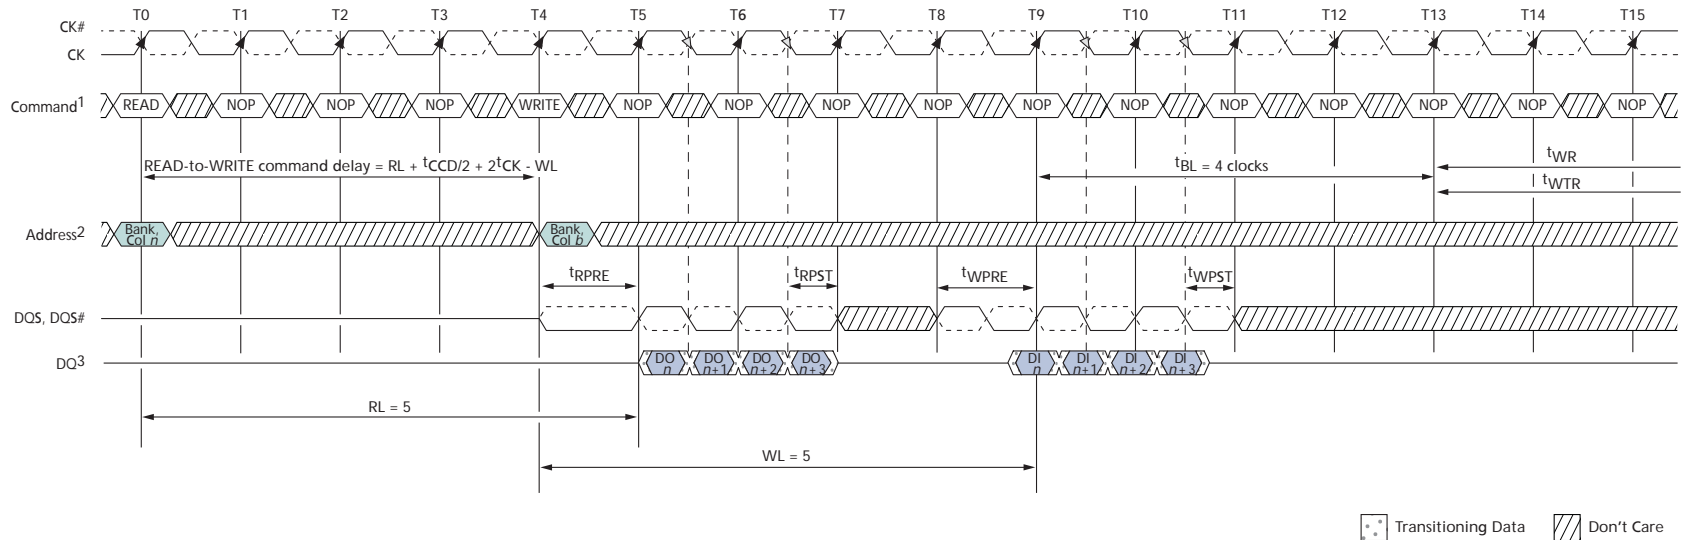 T0 T1 T2 T3 T4 T5 T6 T7 T8 T9 T10 T11 T12 T13 T14 T15
CK#
CK
Command1 READ NOP NOP NOP WRITE NOP NOP NOP NOP NOP NOP NOP NOP NOP NOP NOP
READ-to-WRITE command delay = RL + tCCD/2 + 2tCK - WL
tBL = 4 clocks
tWR
tWTR
Address2
Bank, Col n
Bank, Col b
tRPRE tRPST tWPRE tWPST
DQS, DQS#
DQ3
DO n
DO n+1
DO n+2
DO n+3
DI n
DI n+1
DI n+2
DI n+3
RL = 5
WL = 5
Transitioning Data Don't Care